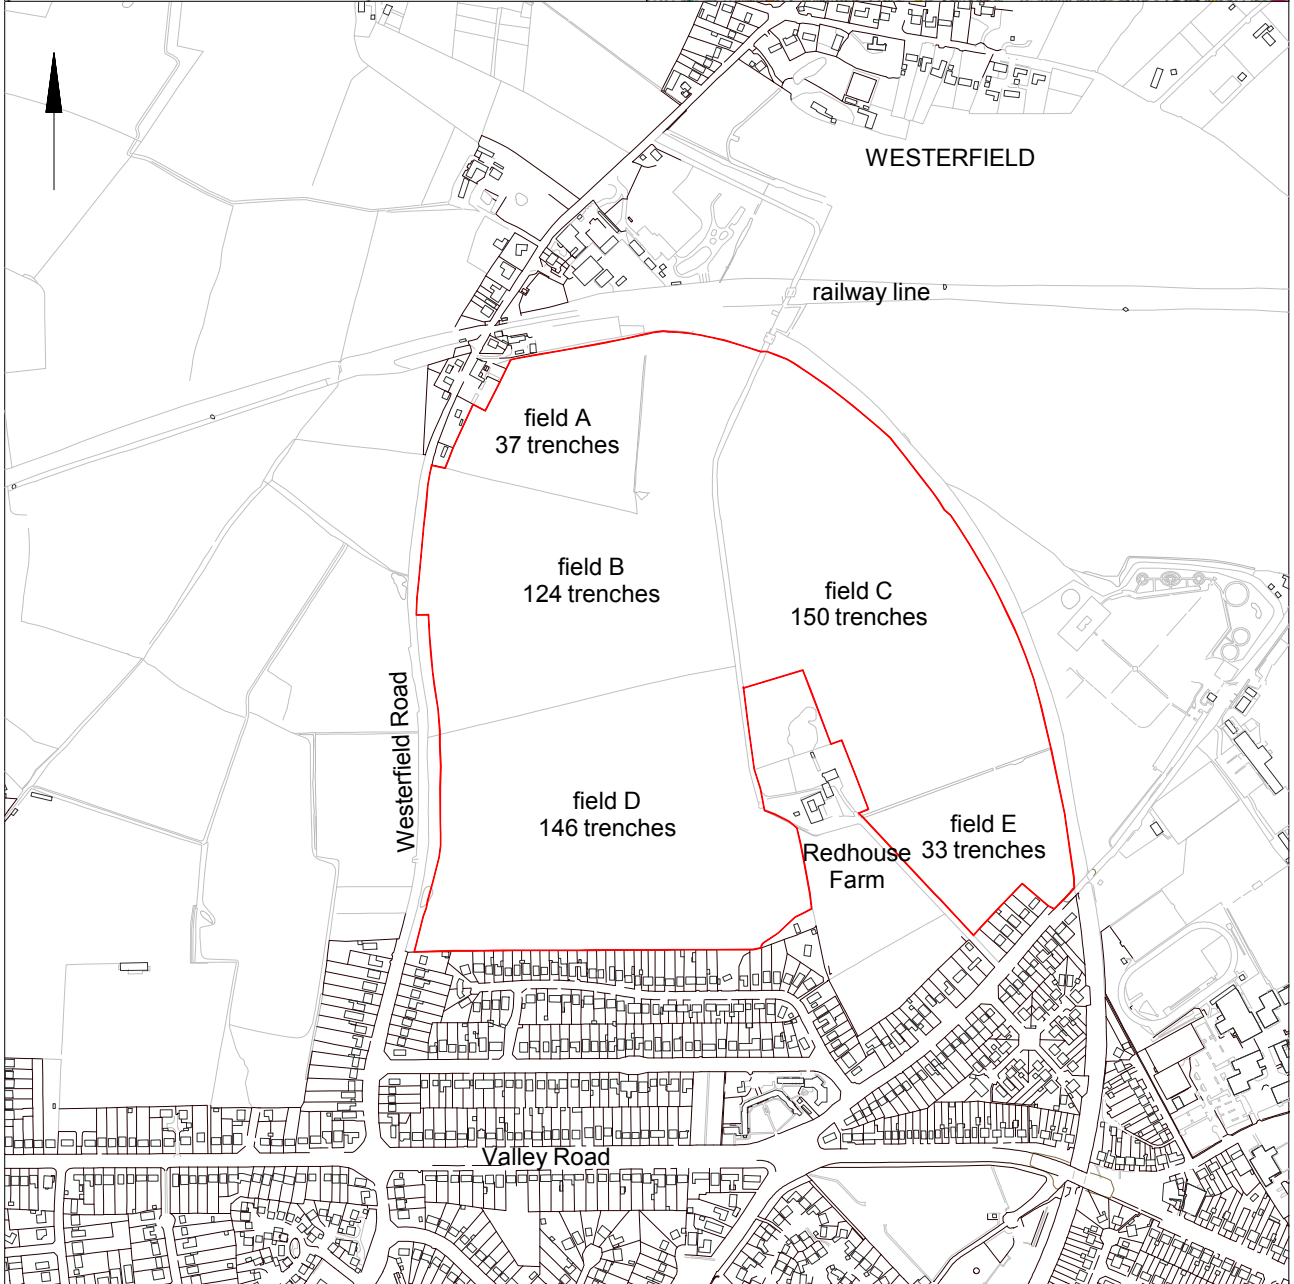 WESTERFIELD
railway line
field A
37 trenches
field B
124 trenches
field C
150 trenches
Westerfield Road
field D
146 trenches
field E
33 trenches
Redhouse
Farm
Valley Road